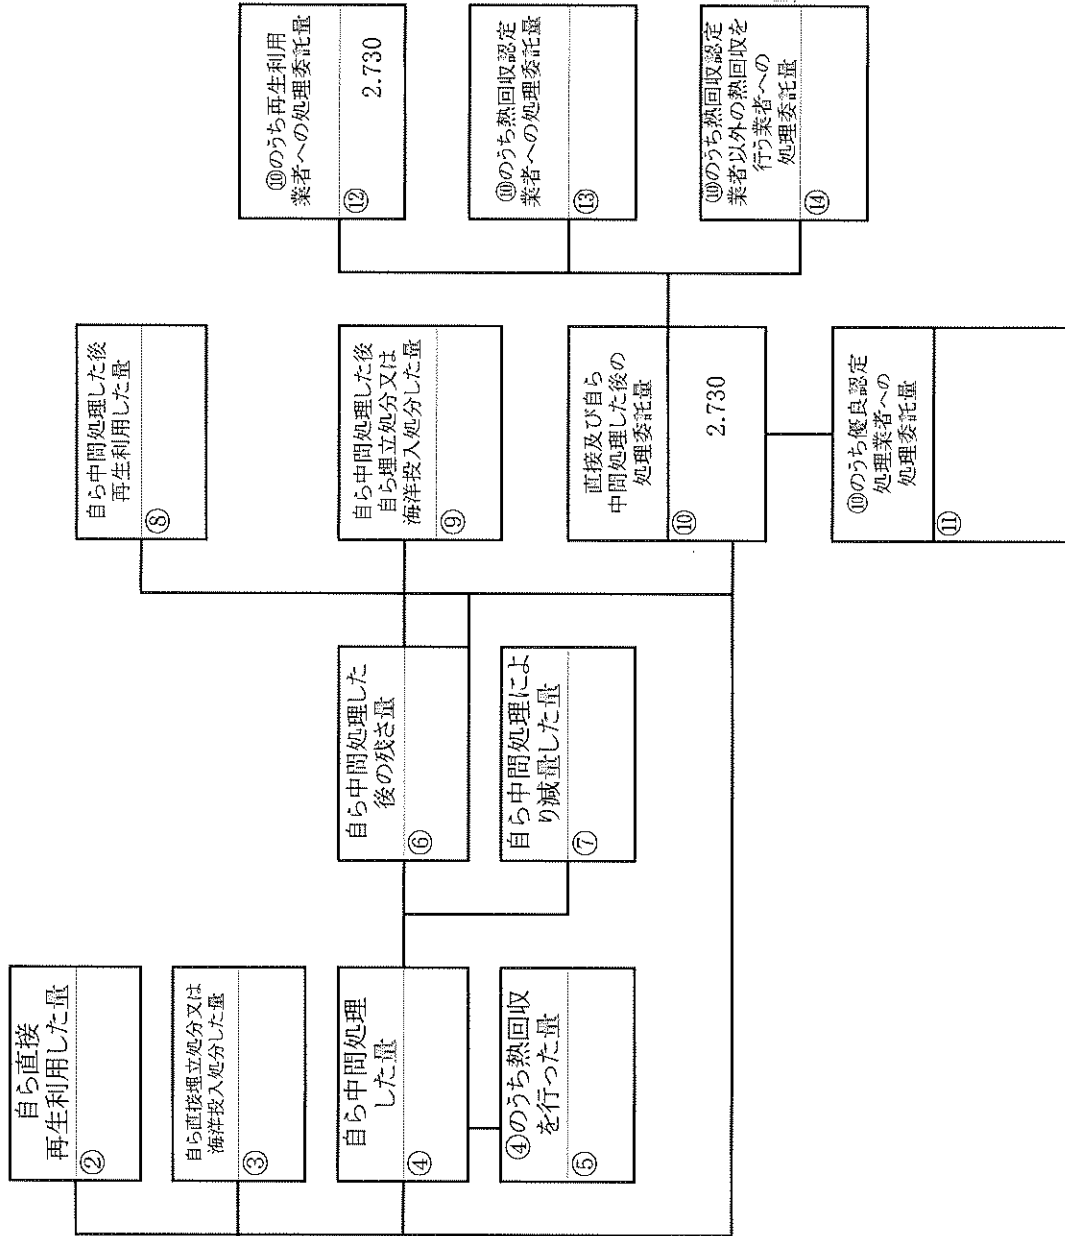 自ら直接
再生利用した量
②
自ら直接埋立処分又は
海洋投入処分した量
③
自ら中間処理
した量
④
④のうち熱回収
を行った量
⑤
自ら中間処理した
後の残さ量
⑥
自ら中間処理によ
り減量した量
⑦
自ら中間処理した後
再生利用した量
⑧
自ら中間処理した後
自ら埋立処分又は
海洋投入処分した量
⑨
直接及び自ら
中間処理した後の
処理委託量
⑩
2.730
⑩のうち優良認定
処理業者への
処理委託量
⑪
⑩のうち再生利用
業者への処理委託量
⑫
2.730
⑩のうち熱回収認定
業者への処理委託量
⑬
⑩のうち熱回収認定
業者以外の熱回収を
行う業者への
処理委託量
⑭